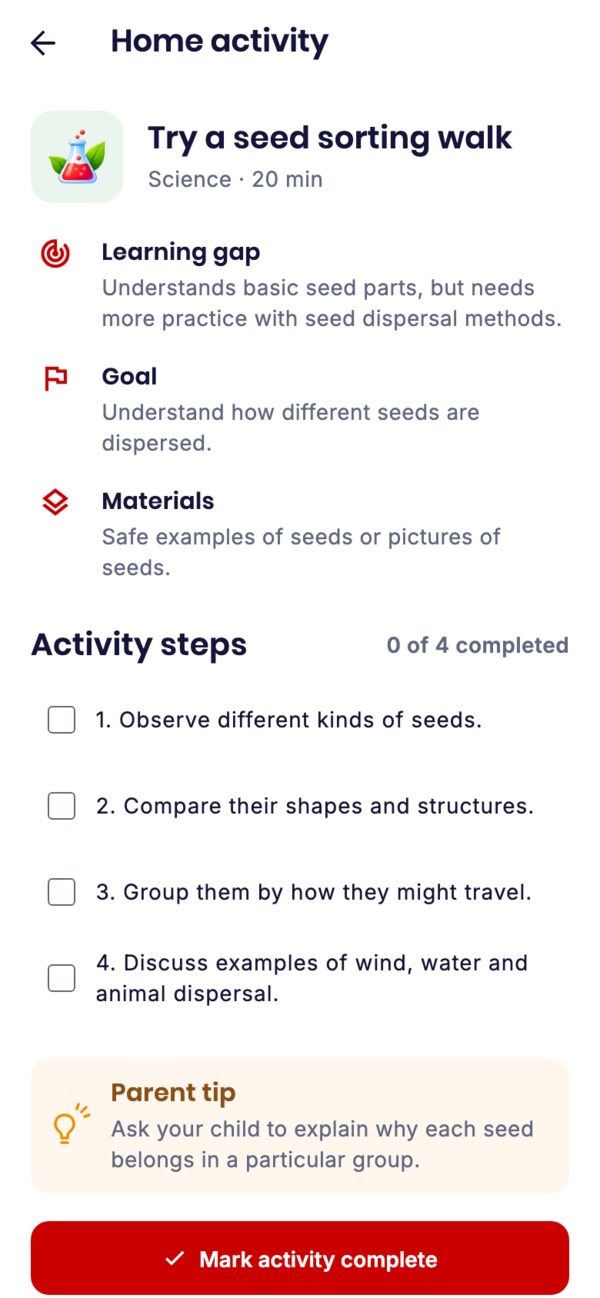 Home activity
Try a seed sorting walk
Science · 20 min
Learning gap
Understands basic seed parts, but needs
more practice with seed dispersal methods.
Goal
Understand how different seeds are
dispersed.
Materials
Safe examples of seeds or pictures of
seeds.
Activity steps
0 of 4 completed
1. Observe different kinds of seeds.
2. Compare their shapes and structures.
3. Group them by how they might travel.
4. Discuss examples of wind, water and
animal dispersal.
Parent tip
Ask your child to explain why each seed
belongs in a particular group.
Mark activity complete